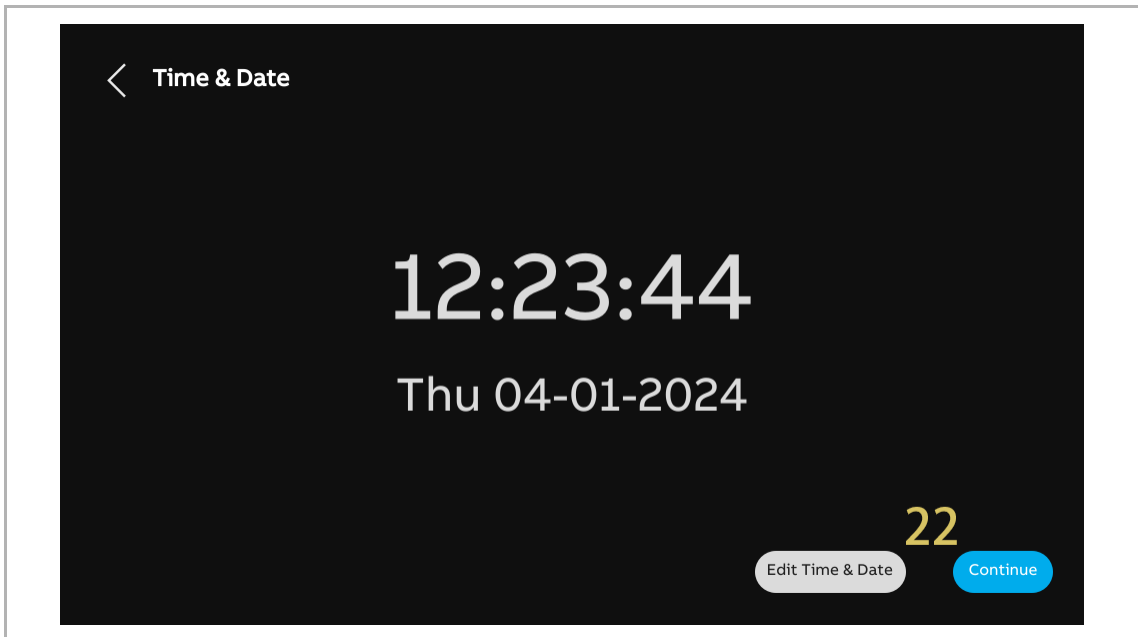 Time & Date
12:23:44
Thu 04-01-2024
22
Edit Time & Date
Continue